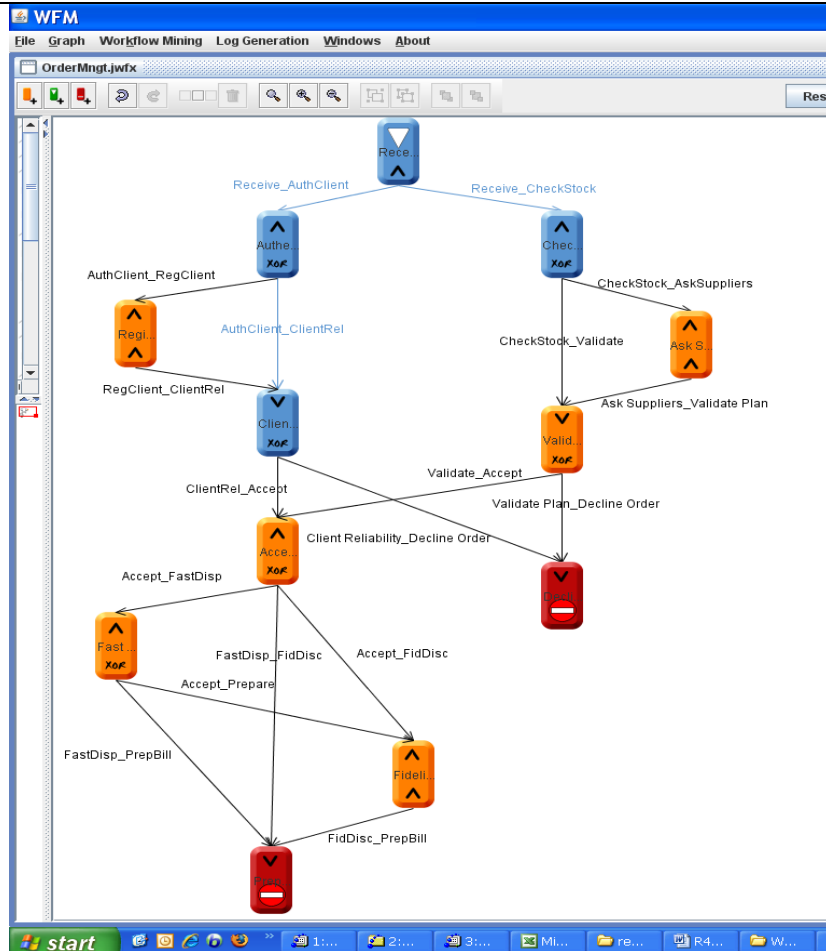 WFM
File Graph Workflow Mining Log Generation Windows About
OrderMngt.jwfx
Res
Rece...
Receive_AuthClient
Receive_CheckStock
Authe...
XOR
Chec...
XOR
AuthClient_RegClient
CheckStock_AskSuppliers
Regi...
AuthClient_ClientRel
CheckStock_Validate
Ask S...
RegClient_ClientRel
Ask Suppliers_Validate Plan
Clien...
XOR
Valid...
XOR
Validate_Accept
ClientRel_Accept
Validate Plan_Decline Order
Client Reliability_Decline Order
Acce...
XOR
Accept_FastDisp
Decli...
Fast ...
XOR
FastDisp_FidDisc
Accept_FidDisc
Accept_Prepare
FastDisp_PrepBill
Fideli...
FidDisc_PrepBill
Prep...
start
1:...
2:...
3:...
Mi...
re...
R4...
W...